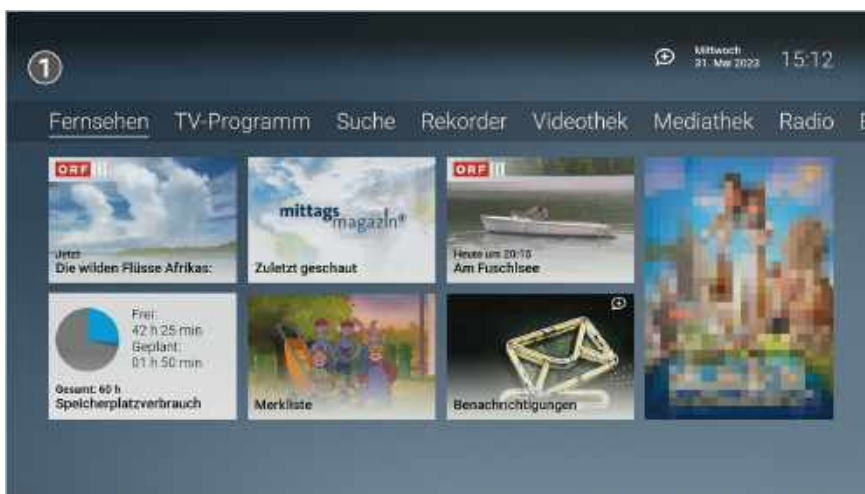 1
Mittwoch
31. Mai 2023
15:12
Fernsehen TV-Programm Suche Rekorder Videothek Mediathek Radio
ORF III
Jetzt
Die wilden Flüsse Afrikas:
mittags
magazin®
Zuletzt geschaut
ORF III
Heute um 20:15
Am Fuschlsee
Frei:
42 h 25 min
Geplant:
01 h 50 min
Gesamt: 60 h
Speicherplatzverbrauch
Merkliste
Benachrichtigungen